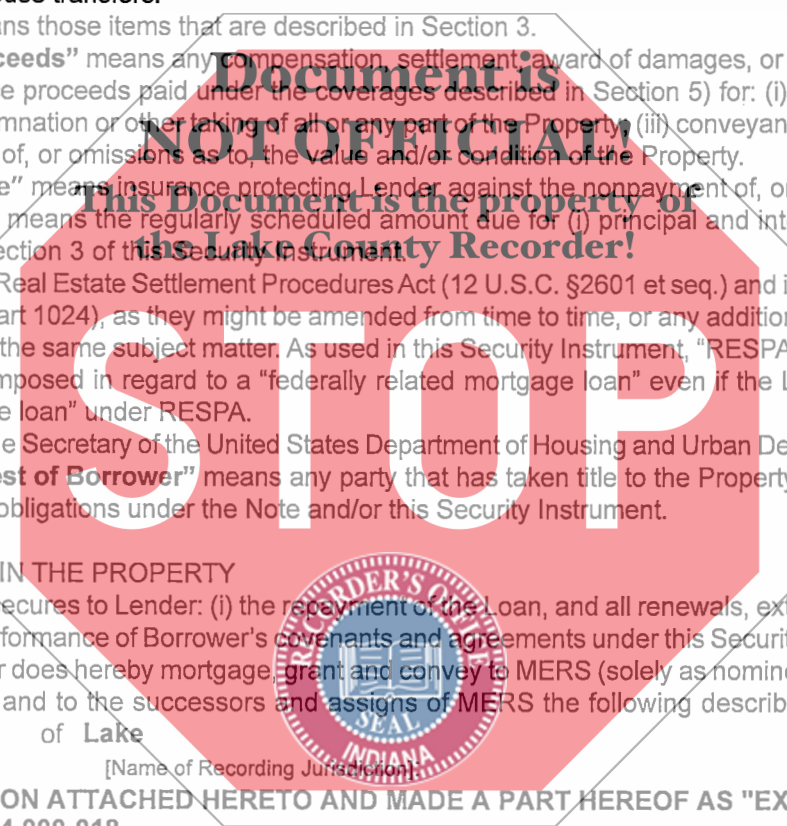 ans those items that are described in Section 3.
ceeds” means any compensation, settlement, award of damages, or
e proceeds paid under the coverages described in Section 5) for: (i)
mnation or other taking of all or any part of the Property; (iii) conveyan
of, or omissions as to, the value and/or condition of the Property.
e” means insurance protecting Lender against the nonpayment of, or
means the regularly scheduled amount due for (i) principal and int
ection 3 of this Security Instrument.
Real Estate Settlement Procedures Act (12 U.S.C. §2601 et seq.) and i
art 1024), as they might be amended from time to time, or any addition
the same subject matter. As used in this Security Instrument, “RESPA
mposed in regard to a “federally related mortgage loan” even if the L
e loan” under RESPA.
e Secretary of the United States Department of Housing and Urban De
est of Borrower” means any party that has taken title to the Property
obligations under the Note and/or this Security Instrument.
IN THE PROPERTY
ecures to Lender: (i) the repayment of the Loan, and all renewals, ext
formance of Borrower's covenants and agreements under this Securit
r does hereby mortgage, grant and convey to MERS (solely as nomine
and to the successors and assigns of MERS the following describ
of Lake
[Name of Recording Jurisdiction]:
ON ATTACHED HERETO AND MADE A PART HEREOF AS "EX
Document is
NOT OFFICIAL!
This Document is the property of
the Lake County Recorder!
STOP
RECORDER'S OFFICE
SEAL
INDIANA